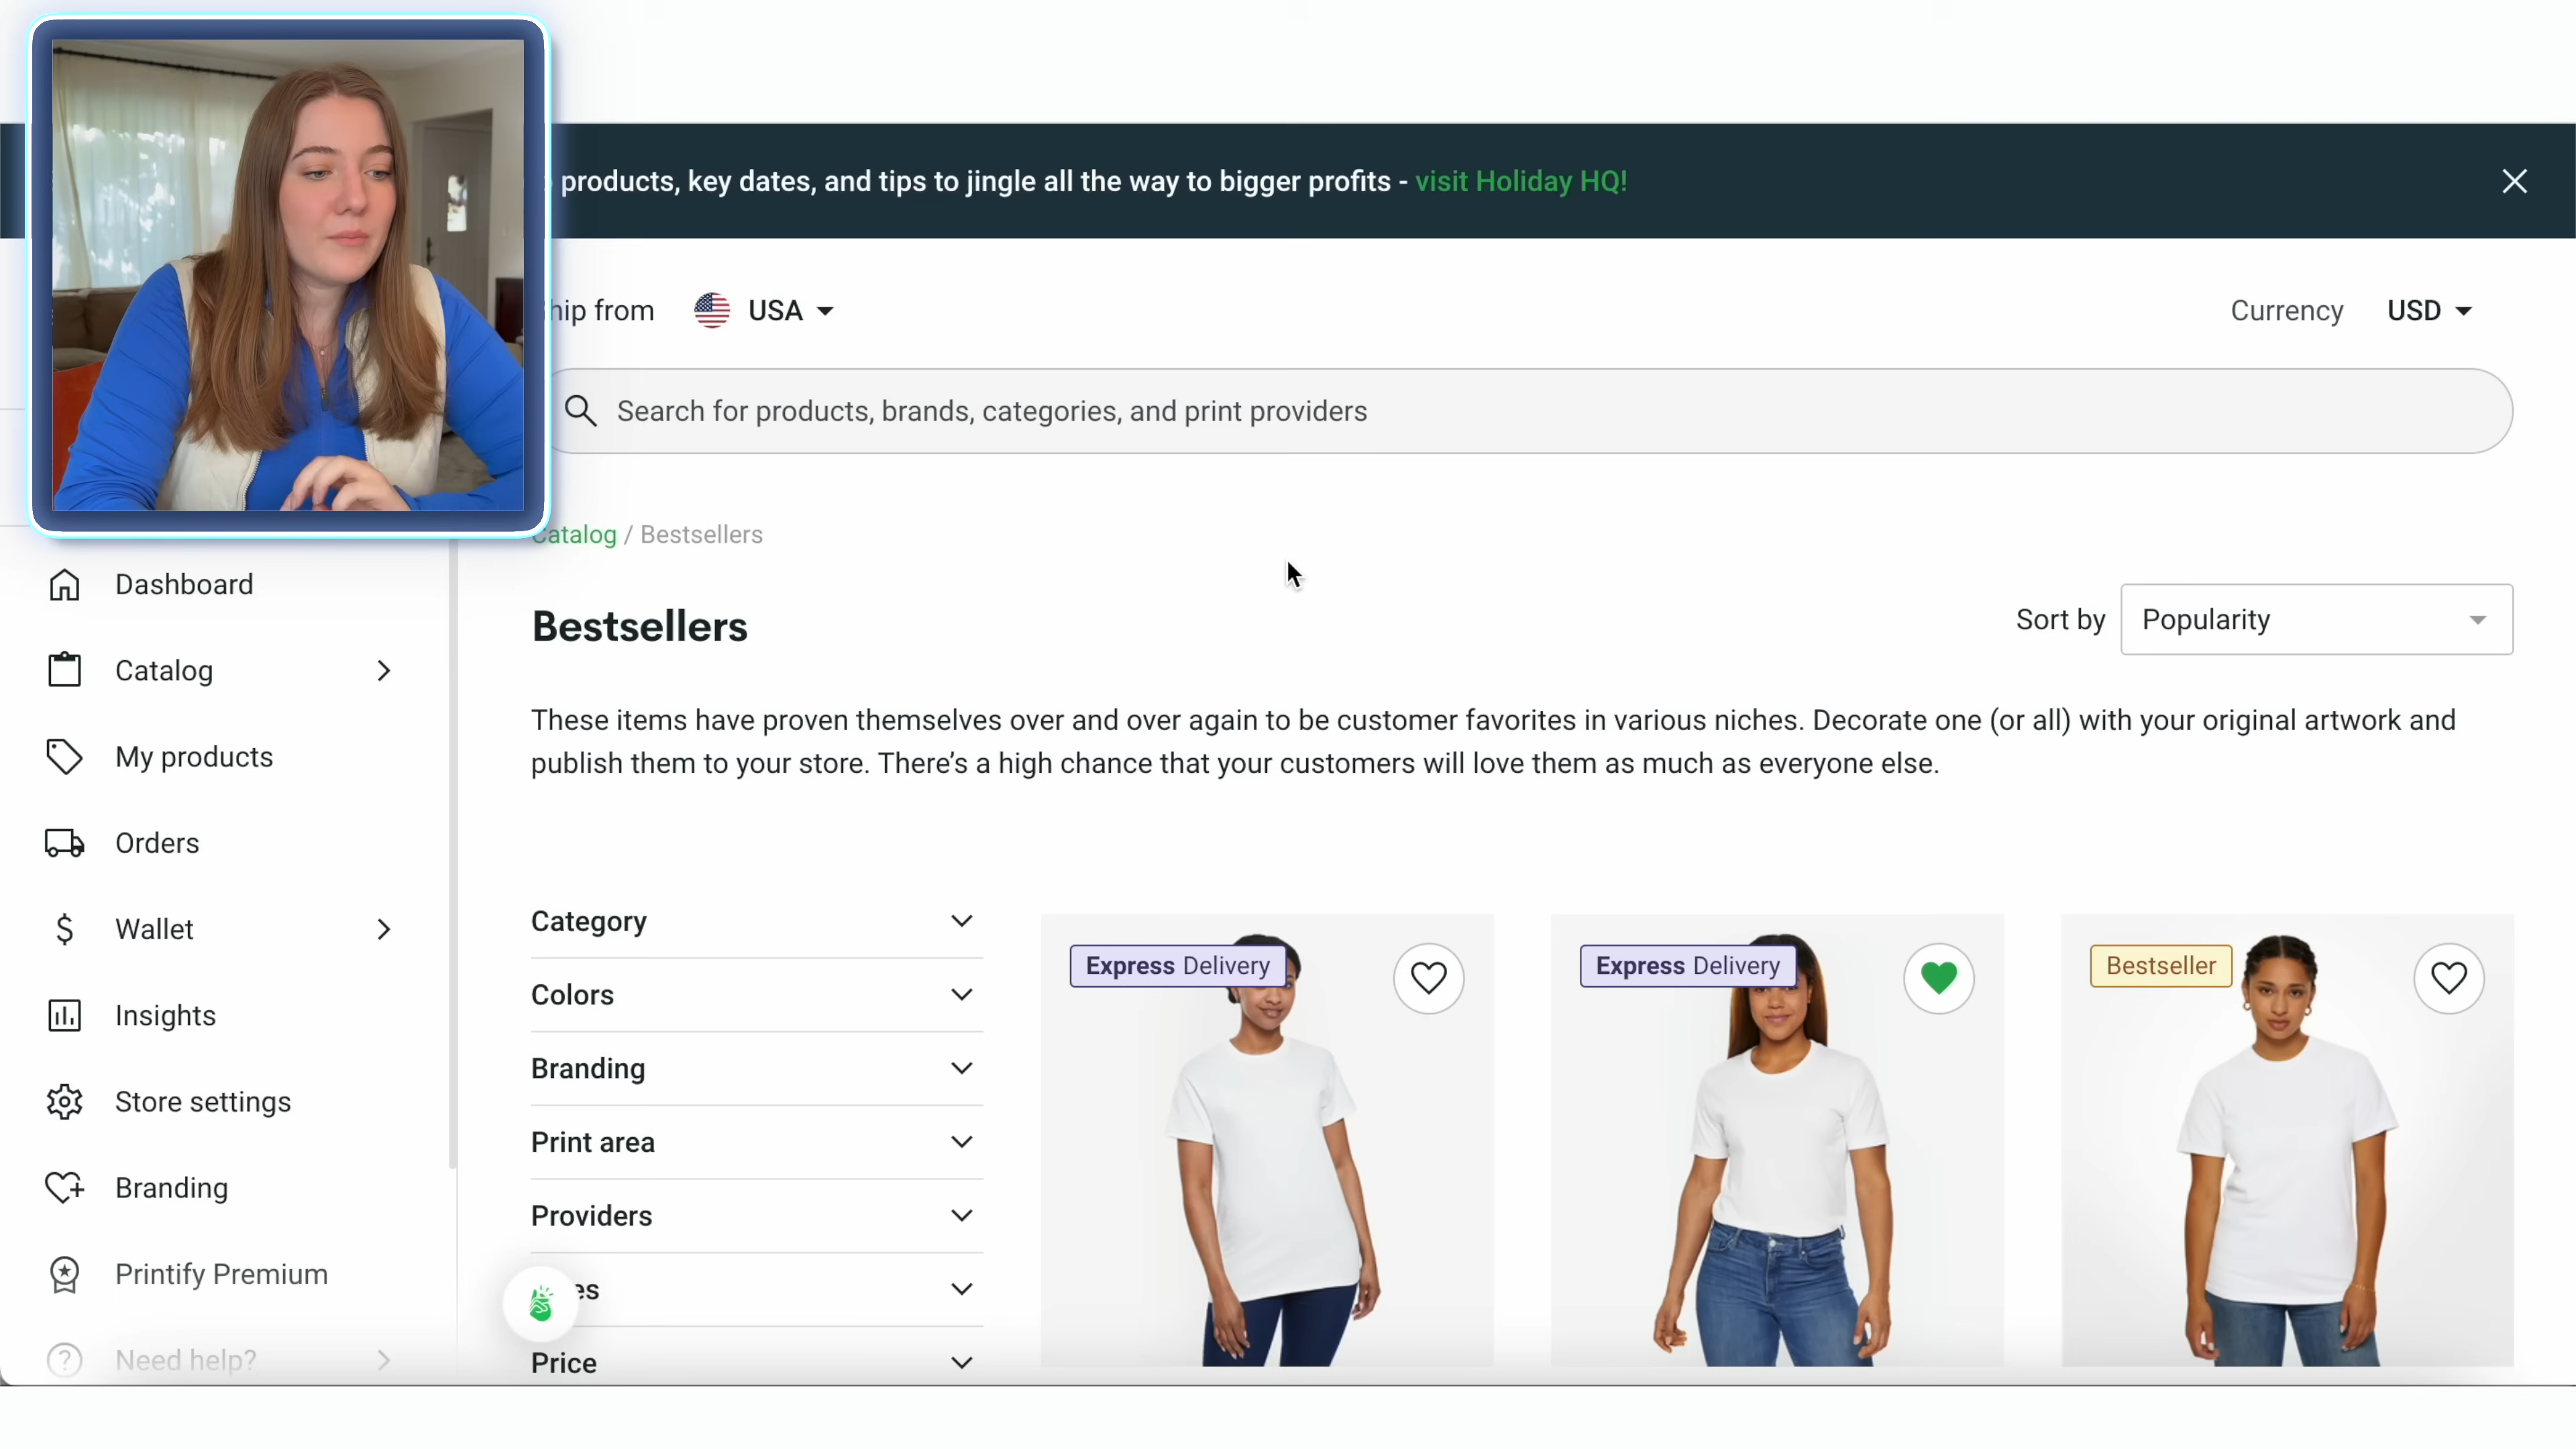 products, key dates, and tips to jingle all the way to bigger profits - visit Holiday HQ!
hip from USA
Currency USD
Search for products, brands, categories, and print providers
Catalog / Bestsellers
Dashboard
Catalog
My products
Orders
Wallet
Insights
Store settings
Branding
Printify Premium
Need help?
Bestsellers
Sort by Popularity
These items have proven themselves over and over again to be customer favorites in various niches. Decorate one (or all) with your original artwork and
publish them to your store. There's a high chance that your customers will love them as much as everyone else.
Category
Colors
Branding
Print area
Providers
es
Price
Express Delivery
Express Delivery
Bestseller